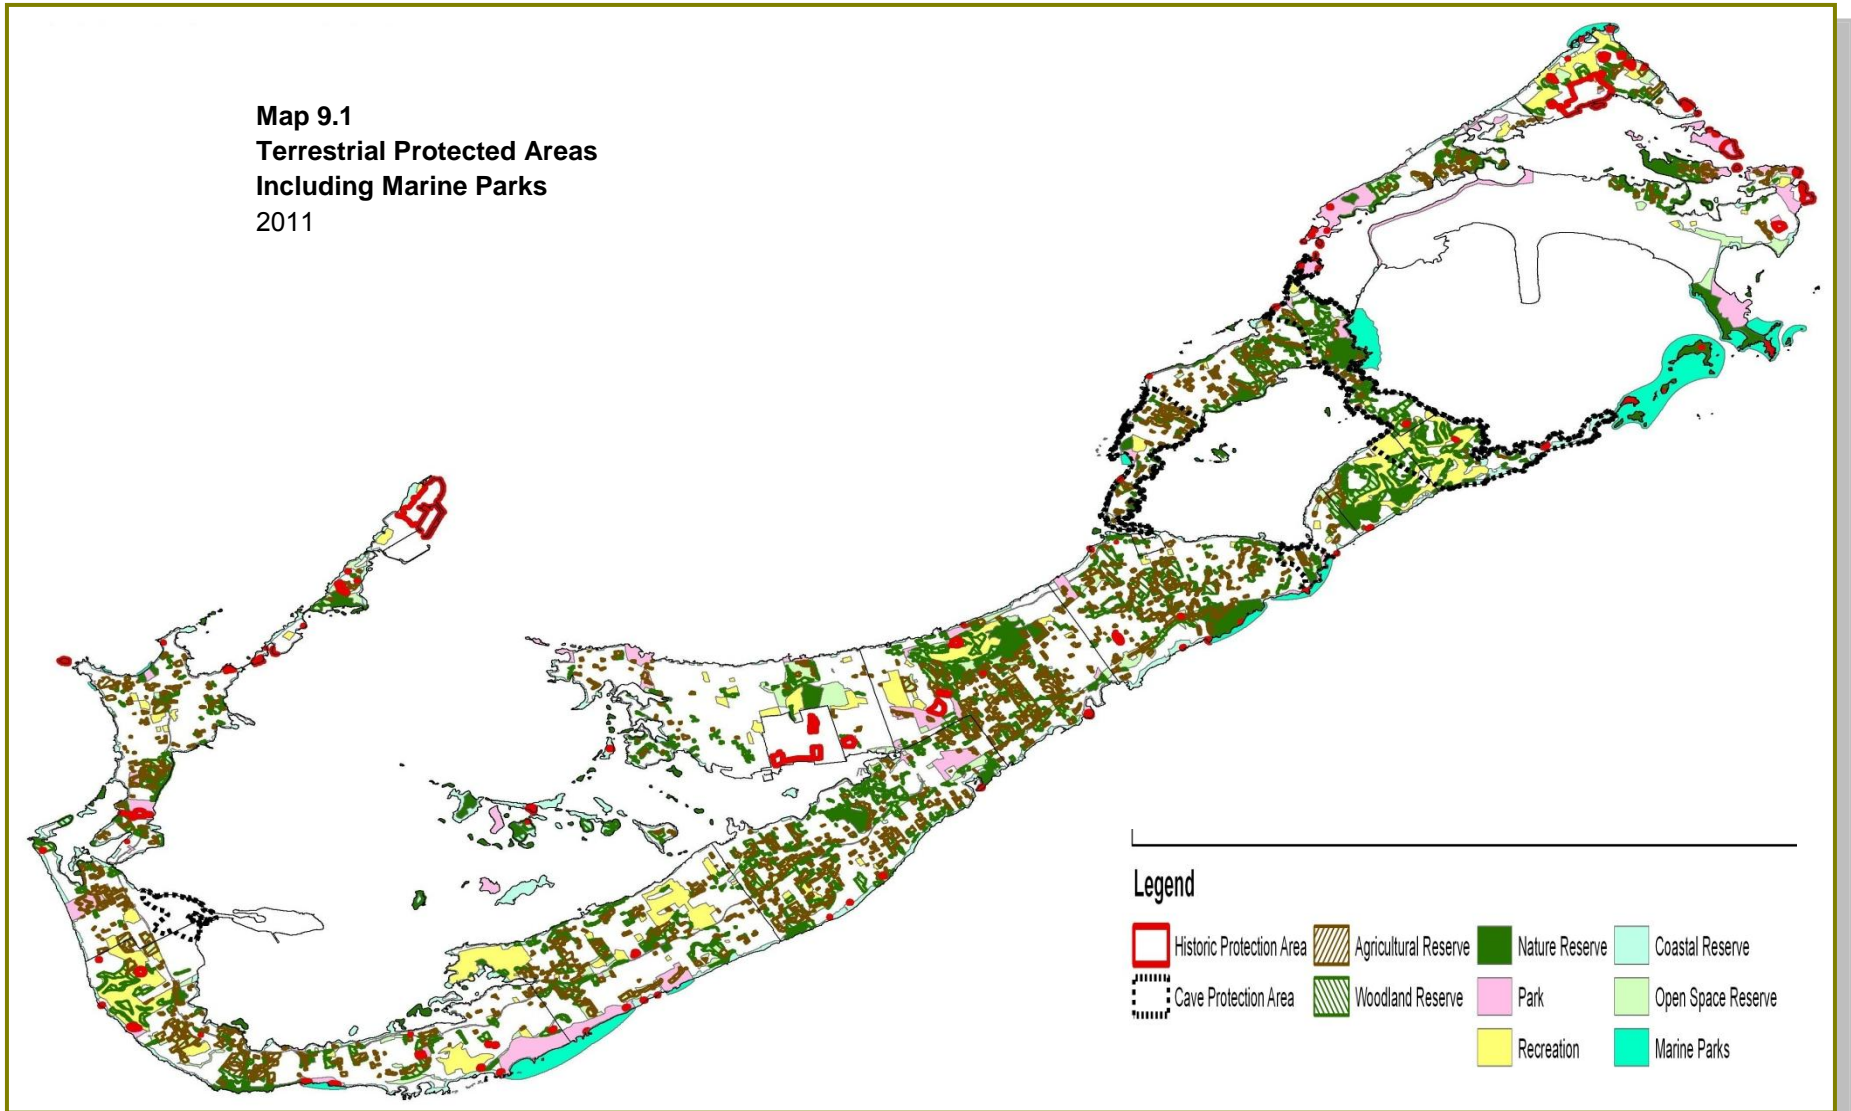 Map 9.1
Terrestrial Protected Areas
Including Marine Parks
2011
Legend
Historic Protection Area
Agricultural Reserve
Nature Reserve
Coastal Reserve
Cave Protection Area
Woodland Reserve
Park
Open Space Reserve
Recreation
Marine Parks